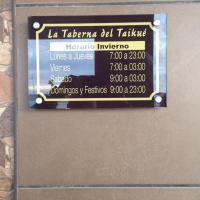 La Taberna del Taikué
Horario Invierno
Lunes a Jueves 7:00 a 23:00
Viernes 7:00 a 03:00
Sabado 9:00 a 03:00
Domingos y Festivos 9:00 a 23:00